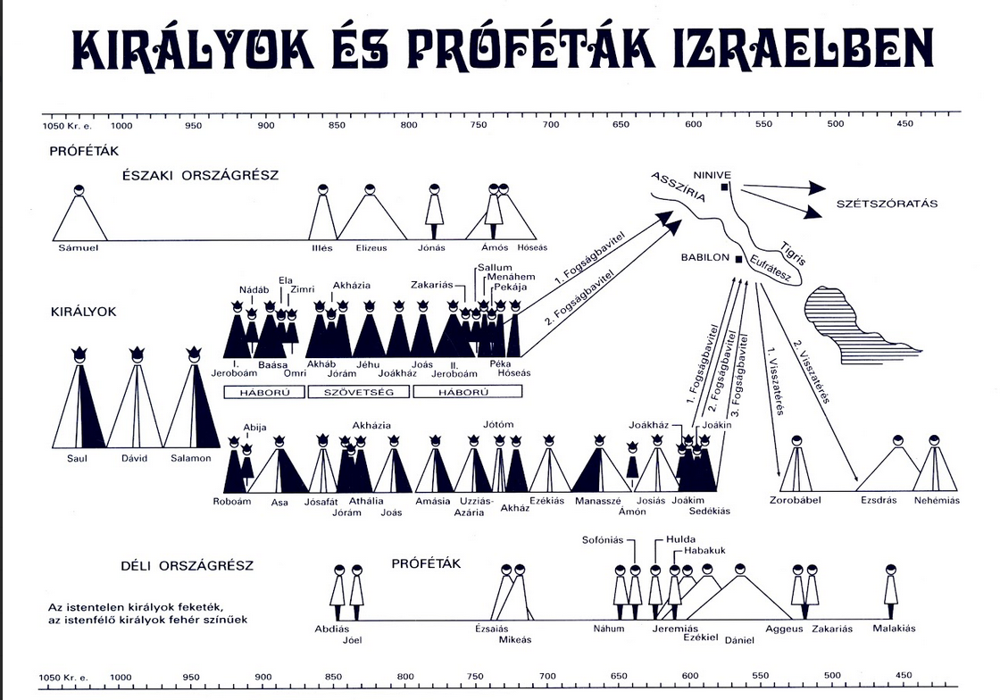 KIRÁLYOK ÉS PRÓFÉTÁK IZRAELBEN
1050 Kr. e. 1000 950 900 850 800 750 700 650 600 550 500 450
PRÓFÉTÁK
ÉSZAKI ORSZÁGRÉSZ
Sámuel Illés Elizeus Jónás Ámós Hóseás
ASSZÍRIA
NINIVE
SZÉTSZÓRATÁS
BABILON
Tigris
Eufrátesz
1. Fogságbavitel
2. Fogságbavitel
KIRÁLYOK
Nádáb
Ela
Zimri
Akházia
Zakariás
Sallum
Menáhem
Pekája
I. Jeroboám
Baása
Omri
Akháb
Jórám
Jéhu
Joakház
Joás
II. Jeroboám
Péka
Hóseás
HÁBORÚ SZÖVETSÉG HÁBORÚ
Saul Dávid Salamon
1. Fogságbavitel
2. Fogságbavitel
3. Fogságbavitel
1. Visszatérés
2. Visszatérés
Abija
Akházia
Jótóm
Joákház
Joákin
Roboám
Asa
Jósafát
Jórám
Athália
Joás
Amásia
Uzziás-
Azária
Akház
Ezékiás
Manasszé
Ámón
Josiás
Joákim
Sedékiás
Zorobábel
Ezsdrás
Nehémiás
DÉLI ORSZÁGRÉSZ
PRÓFÉTÁK
Az istentelen királyok feketék,
az istenfélő királyok fehér színűek
Sofóniás
Hulda
Habakuk
Abdiás
Jóel
Ézsaiás
Mikeás
Náhum
Jeremiás
Ezékiel
Dániel
Aggeus
Zakariás
Malakiás
1050 Kr. e. 1000 950 900 850 800 750 700 650 600 550 500 450